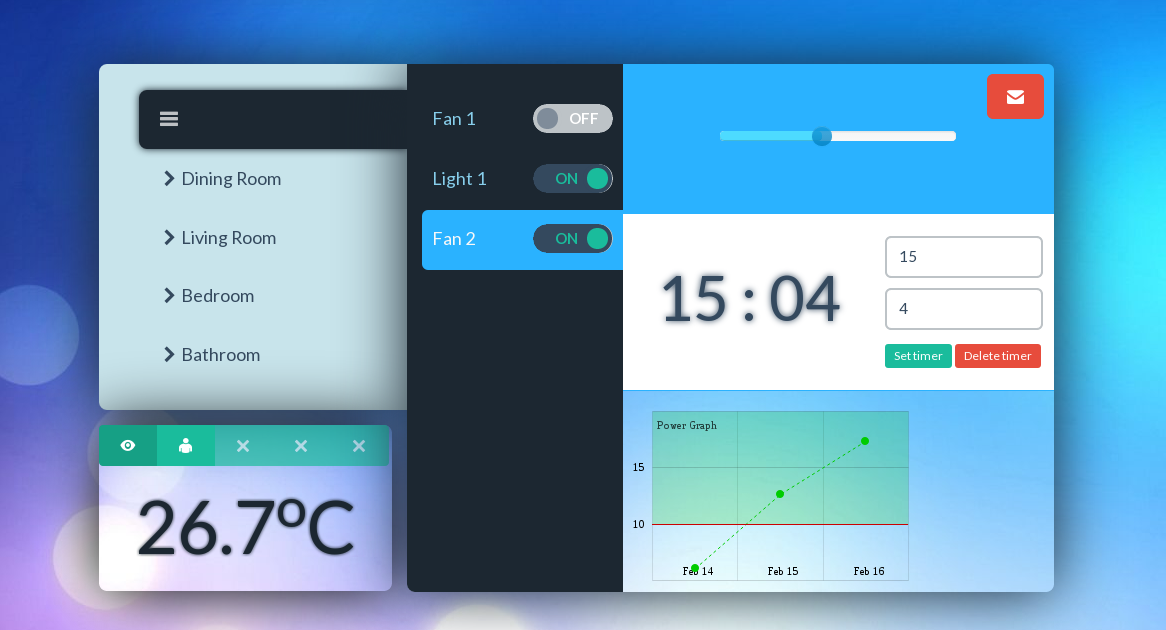 Dining Room
Living Room
Bedroom
Bathroom
26.7ºC
Fan 1 OFF
Light 1 ON
Fan 2 ON
15 : 04
15
4
Set timer Delete timer
Power Graph
15
10
Feb 14 Feb 15 Feb 16